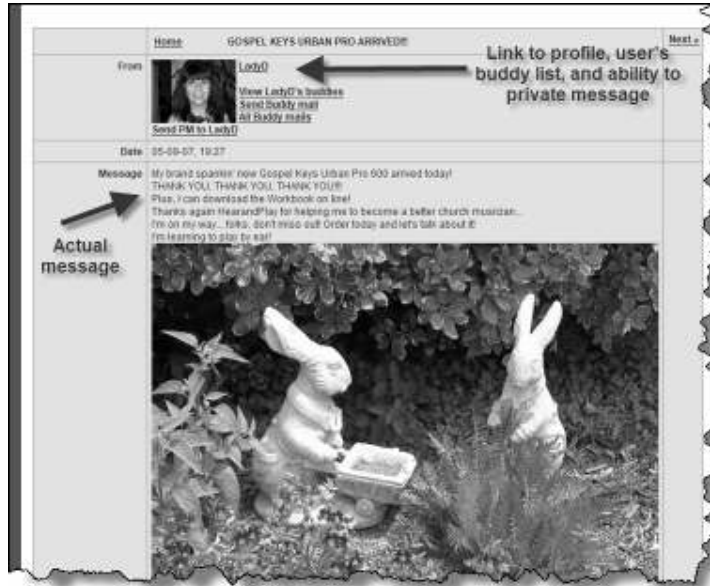 Home GOSPEL KEYS URBAN PRO ARRIVED!!! Next »
Link to profile, user's
buddy list, and ability to
private message
From LadyD
View LadyD's buddies
Send Buddy mail
All Buddy mails
Send PM to LadyD
Date 05-09-07, 19:27
Message My brand spankin' new Gospel Keys Urban Pro 600 arrived today!
THANK YOU, THANK YOU, THANK YOU!!!
Plus, I can download the Workbook on line!
Thanks again HearandPlay for helping me to become a better church musician...
I'm on my way... folks, don't miss out! Order today and let's talk about it!
I'm learning to play by ear!
Actual
message